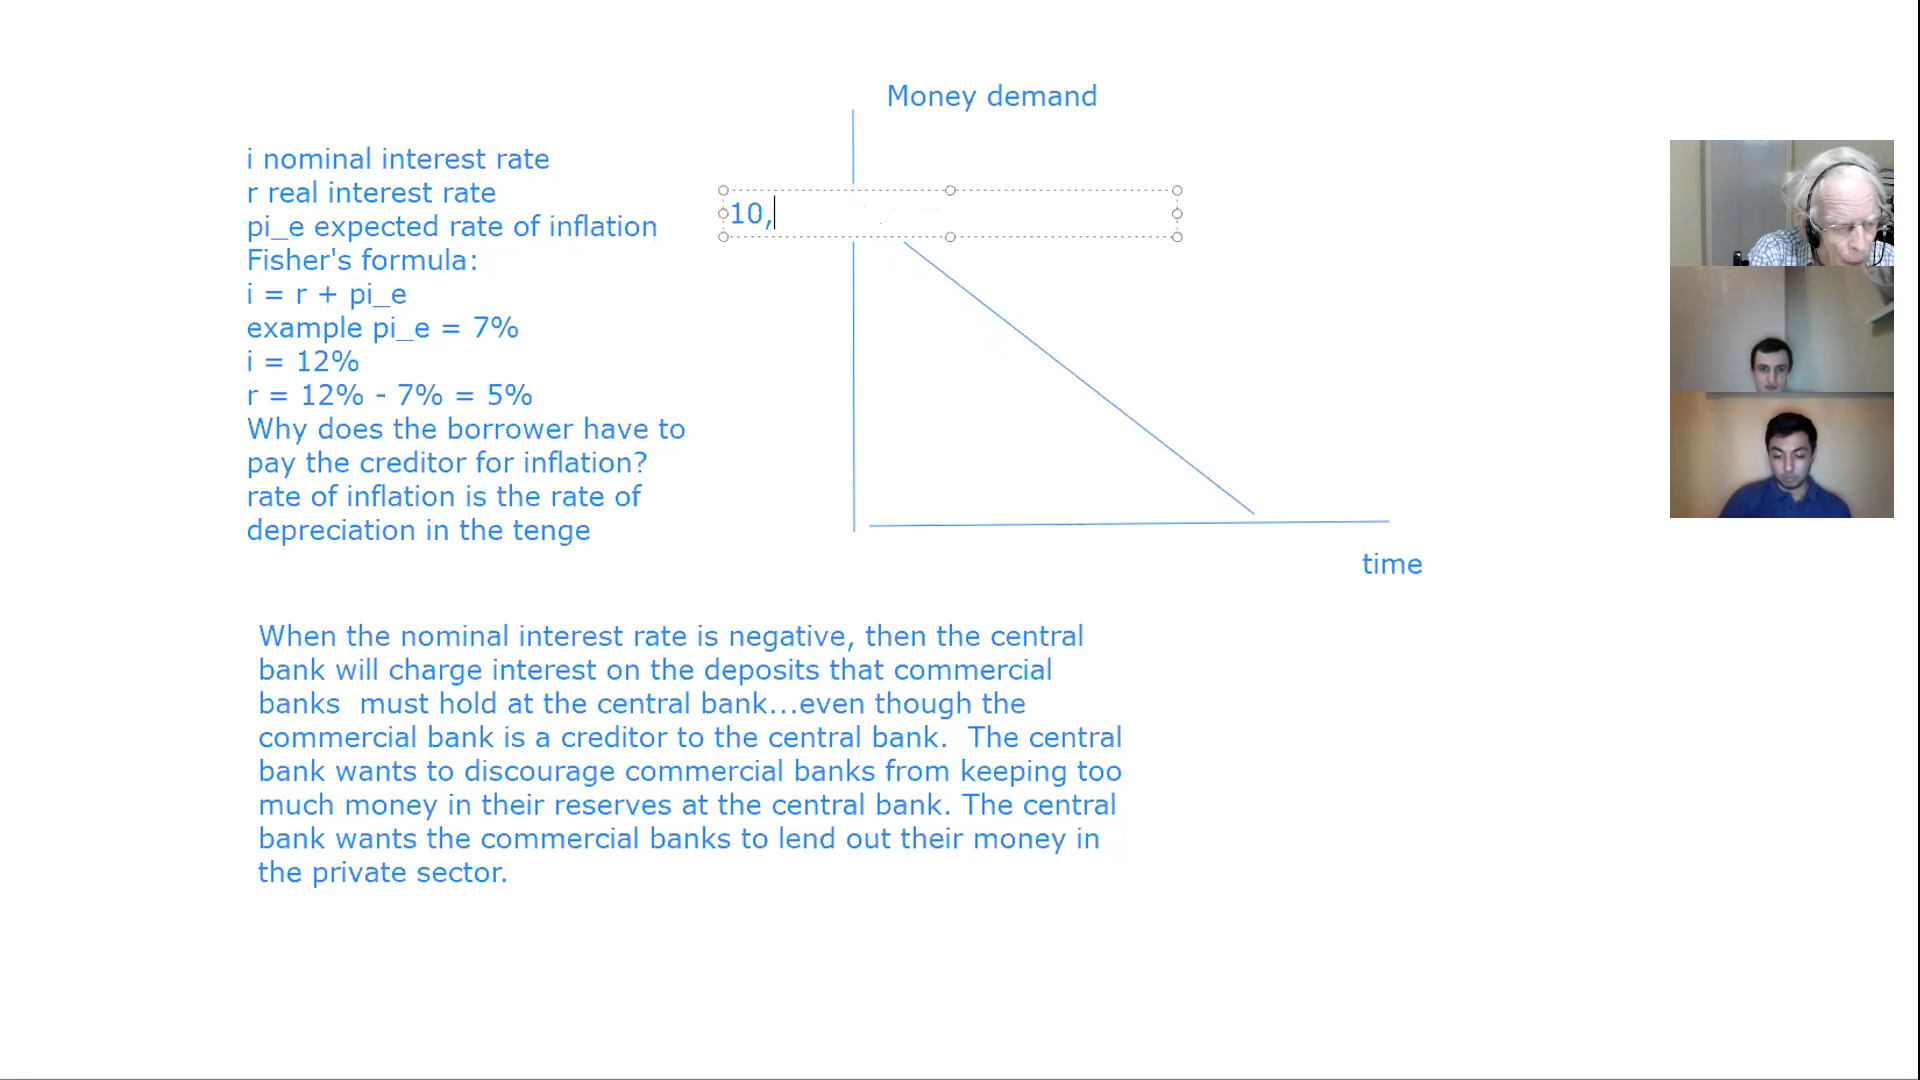 Money demand
i nominal interest rate
r real interest rate
pi_e expected rate of inflation
Fisher's formula:
i = r + pi_e
example pi_e = 7%
i = 12%
r = 12% - 7% = 5%
Why does the borrower have to
pay the creditor for inflation?
rate of inflation is the rate of
depreciation in the tenge
10,
time
When the nominal interest rate is negative, then the central
bank will charge interest on the deposits that commercial
banks  must hold at the central bank...even though the
commercial bank is a creditor to the central bank.  The central
bank wants to discourage commercial banks from keeping too
much money in their reserves at the central bank. The central
bank wants the commercial banks to lend out their money in
the private sector.